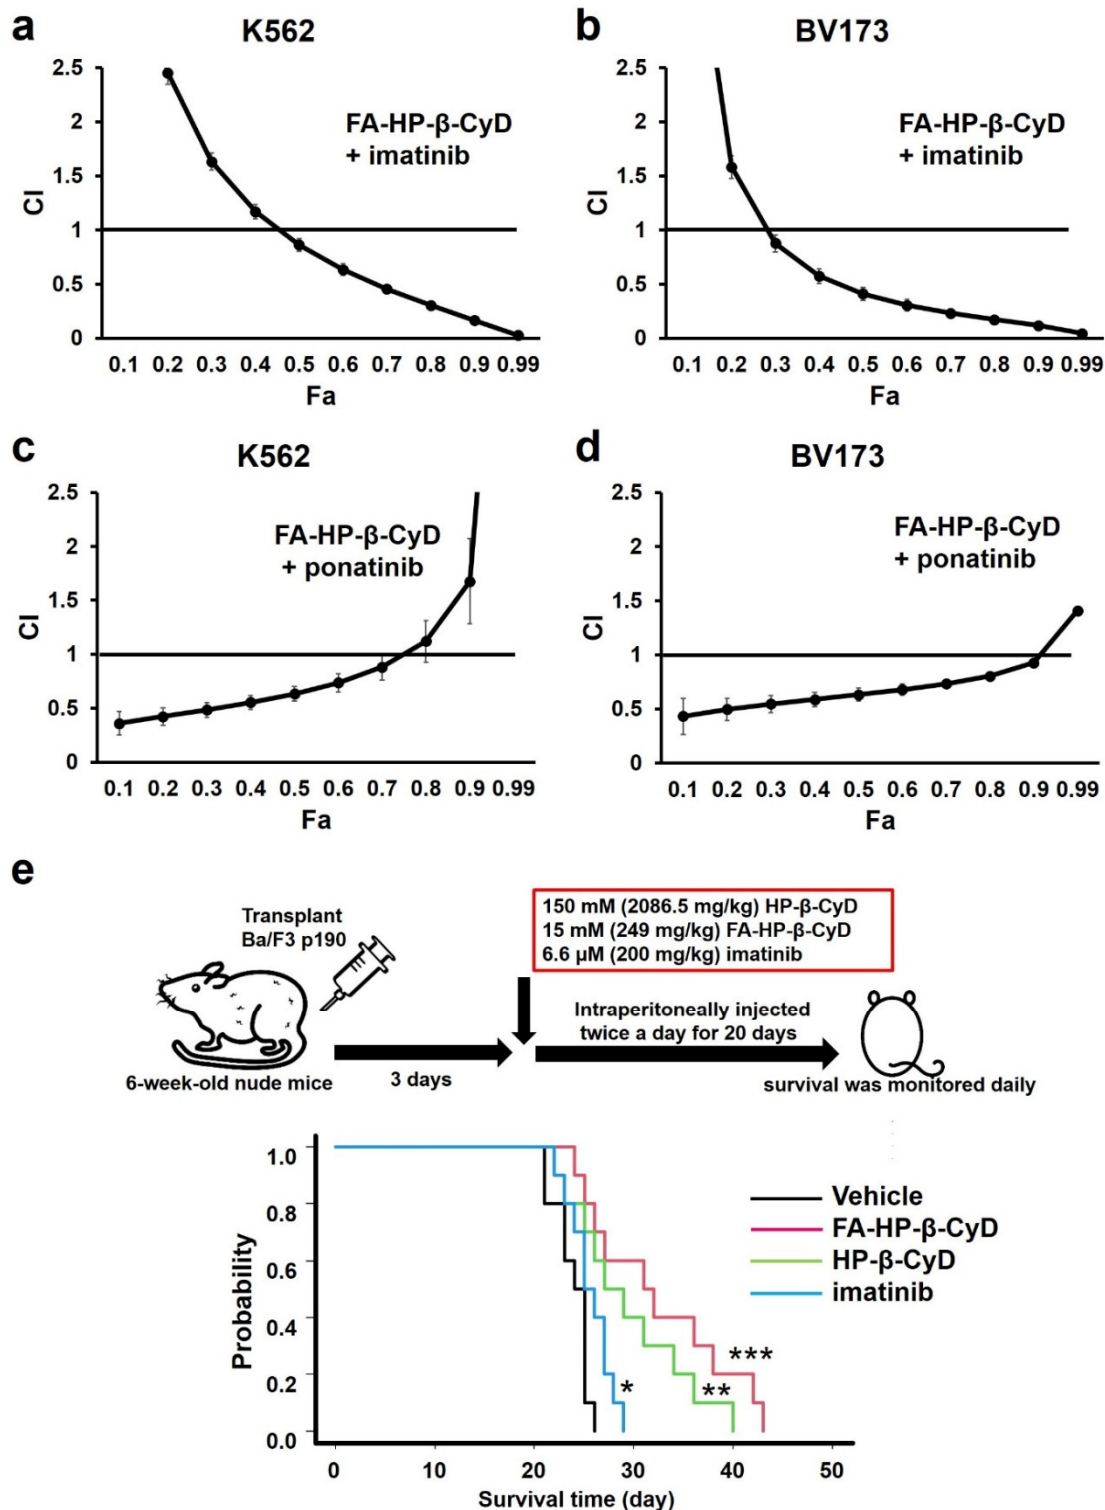 a
K562
2.5
2
1.5
1
0.5
0
CI
FA-HP-β-CyD
+ imatinib
0.1 0.2 0.3 0.4 0.5 0.6 0.7 0.8 0.9 0.99
Fa
b
BV173
2.5
2
1.5
1
0.5
0
CI
FA-HP-β-CyD
+ imatinib
0.1 0.2 0.3 0.4 0.5 0.6 0.7 0.8 0.9 0.99
Fa
c
K562
2.5
2
1.5
1
0.5
0
CI
FA-HP-β-CyD
+ ponatinib
0.1 0.2 0.3 0.4 0.5 0.6 0.7 0.8 0.9 0.99
Fa
d
BV173
2.5
2
1.5
1
0.5
0
CI
FA-HP-β-CyD
+ ponatinib
0.1 0.2 0.3 0.4 0.5 0.6 0.7 0.8 0.9 0.99
Fa
e
Transplant
Ba/F3 p190
6-week-old nude mice
3 days
150 mM (2086.5 mg/kg) HP-β-CyD
15 mM (249 mg/kg) FA-HP-β-CyD
6.6 μM (200 mg/kg) imatinib
Intraperitoneally injected
twice a day for 20 days
survival was monitored daily
1.0
0.8
0.6
0.4
0.2
0.0
Probability
Vehicle
FA-HP-β-CyD
HP-β-CyD
imatinib
***
**
*
0 10 20 30 40 50
Survival time (day)